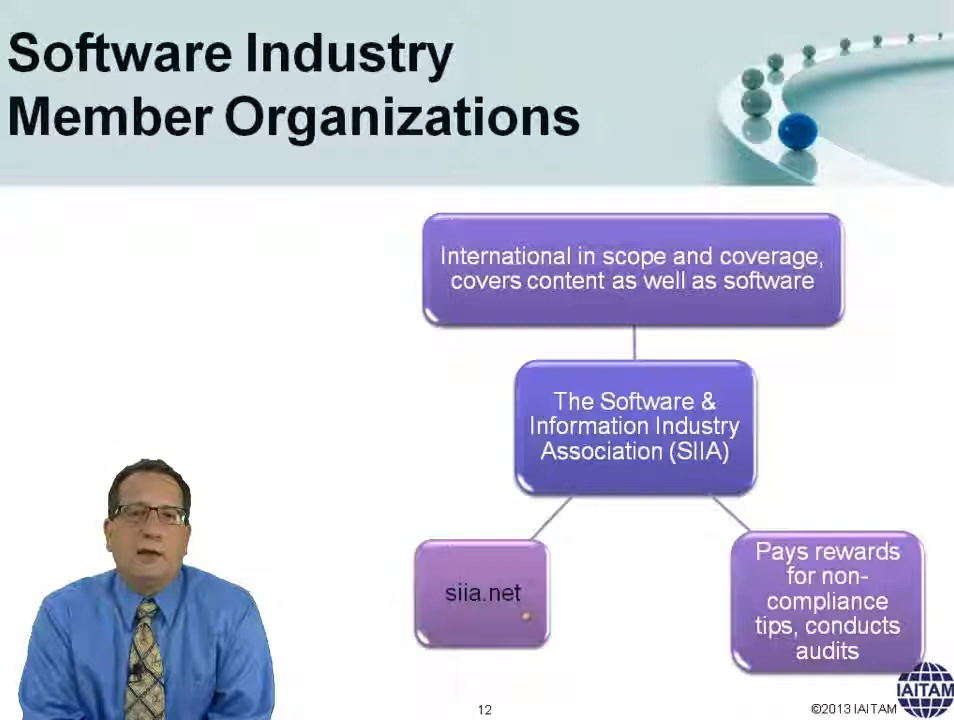 Software Industry
Member Organizations
International in scope and coverage,
covers content as well as software
The Software &
Information Industry
Association (SIIA)
siia.net
Pays rewards
for non-
compliance
tips, conducts
audits
12
©2013 IAITAM
IAITAM